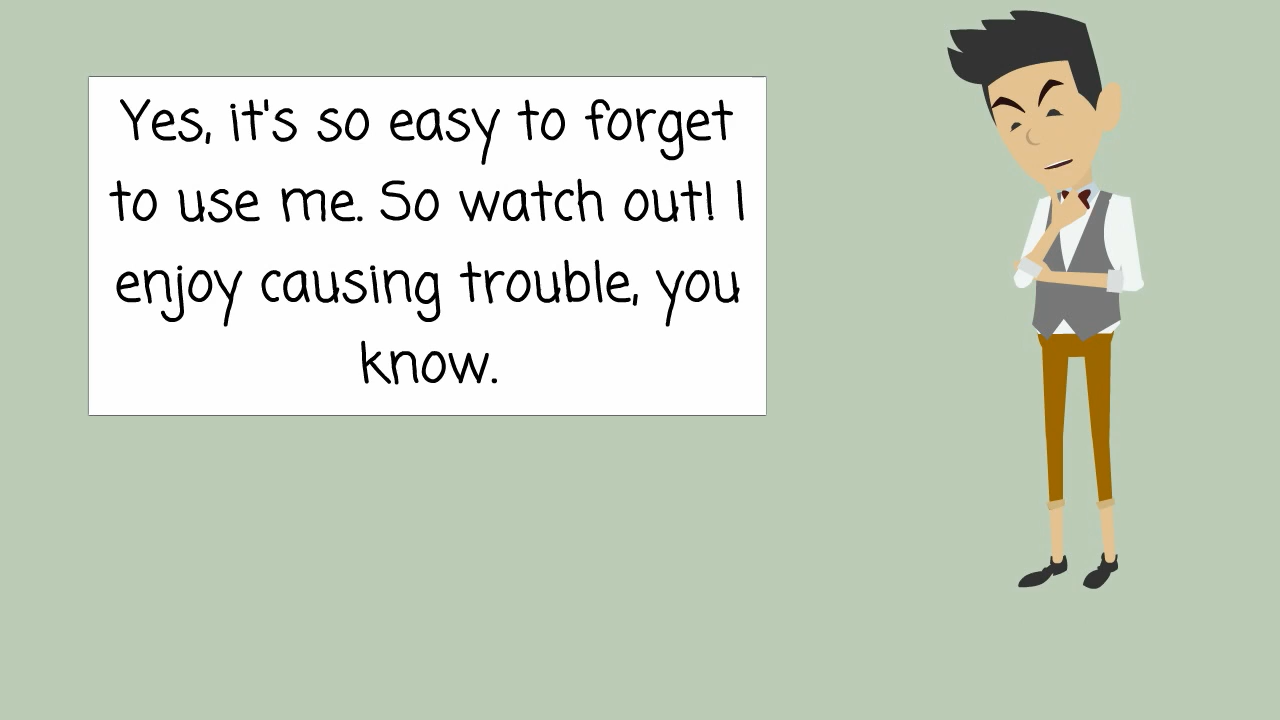 Yes, it's so easy to forget
to use me. So watch out! I
enjoy causing trouble, you
know.